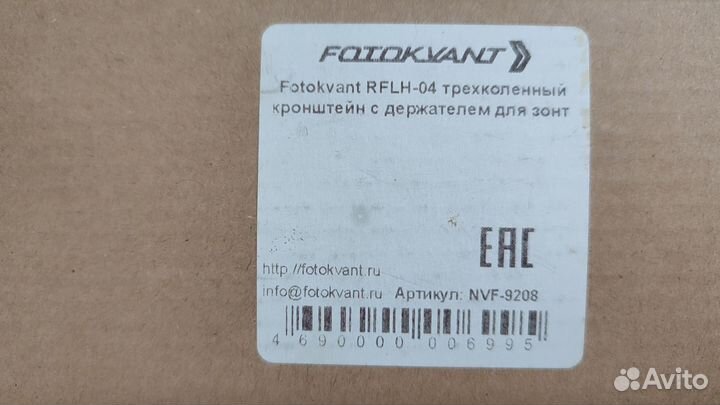 FOTOKVANT
Fotokvant RFLH-04 трехколенный
кронштейн с держателем для зонт
EAC
http://fotokvant.ru
info@fotokvant.ru Артикул: NVF-9208
4 690000 006995
Avito